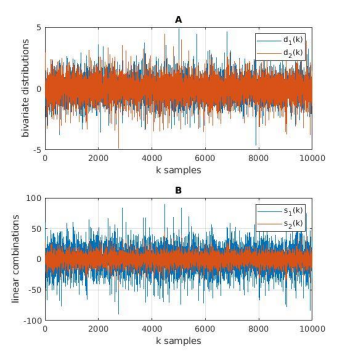 A
5
0
-5
bivariate distributions
d₁(k)
d₂(k)
0 2000 4000 6000 8000 10000
k samples
B
100
50
0
-50
-100
linear combinations
s₁(k)
s₂(k)
0 2000 4000 6000 8000 10000
k samples